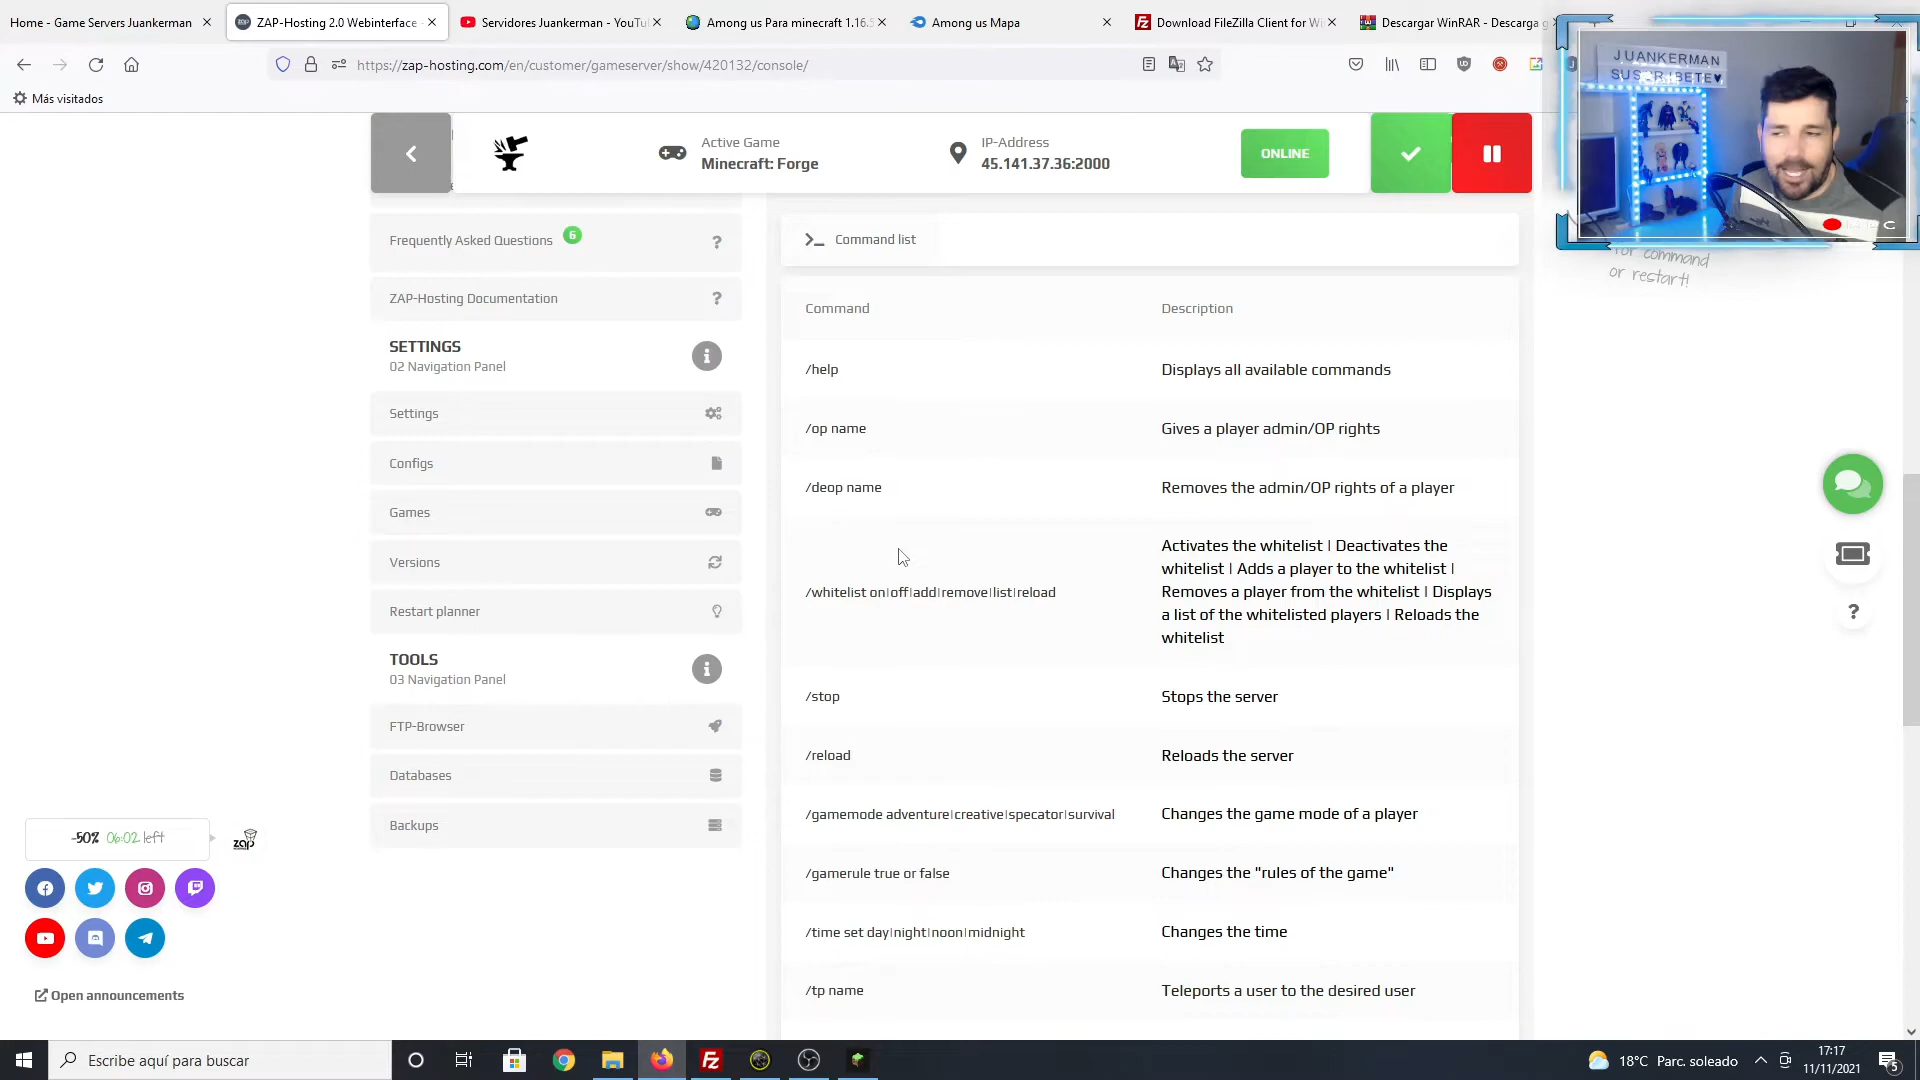 Home - Game Servers Juankerman
ZAP-Hosting 2.0 Webinterface
Servidores Juankerman - YouTu
Among us Para minecraft 1.16.5
Among us Mapa
Download FileZilla Client for Wi
Descargar WinRAR - Descarga g
https://zap-hosting.com/en/customer/gameserver/show/420132/console/
Más visitados
JUANKERMAN
Active Game
Minecraft: Forge
IP-Address
45.141.37.36:2000
ONLINE
for command
or restart!
Frequently Asked Questions 6
ZAP-Hosting Documentation
SETTINGS
02 Navigation Panel
Settings
Configs
Games
Versions
Restart planner
TOOLS
03 Navigation Panel
FTP-Browser
Databases
Backups
Command list
Command Description
/help Displays all available commands
/op name Gives a player admin/OP rights
/deop name Removes the admin/OP rights of a player
/whitelist on|off|add|remove|list|reload
Activates the whitelist | Deactivates the
whitelist | Adds a player to the whitelist |
Removes a player from the whitelist | Displays
a list of the whitelisted players | Reloads the
whitelist
/stop Stops the server
/reload Reloads the server
/gamemode adventure|creative|specator|survival Changes the game mode of a player
/gamerule true or false Changes the "rules of the game"
/time set day|night|noon|midnight Changes the time
/tp name Teleports a user to the desired user
-50% 06:02 left
zap
Open announcements
Escribe aquí para buscar
18°C Parc. soleado
17:17
11/11/2021
5